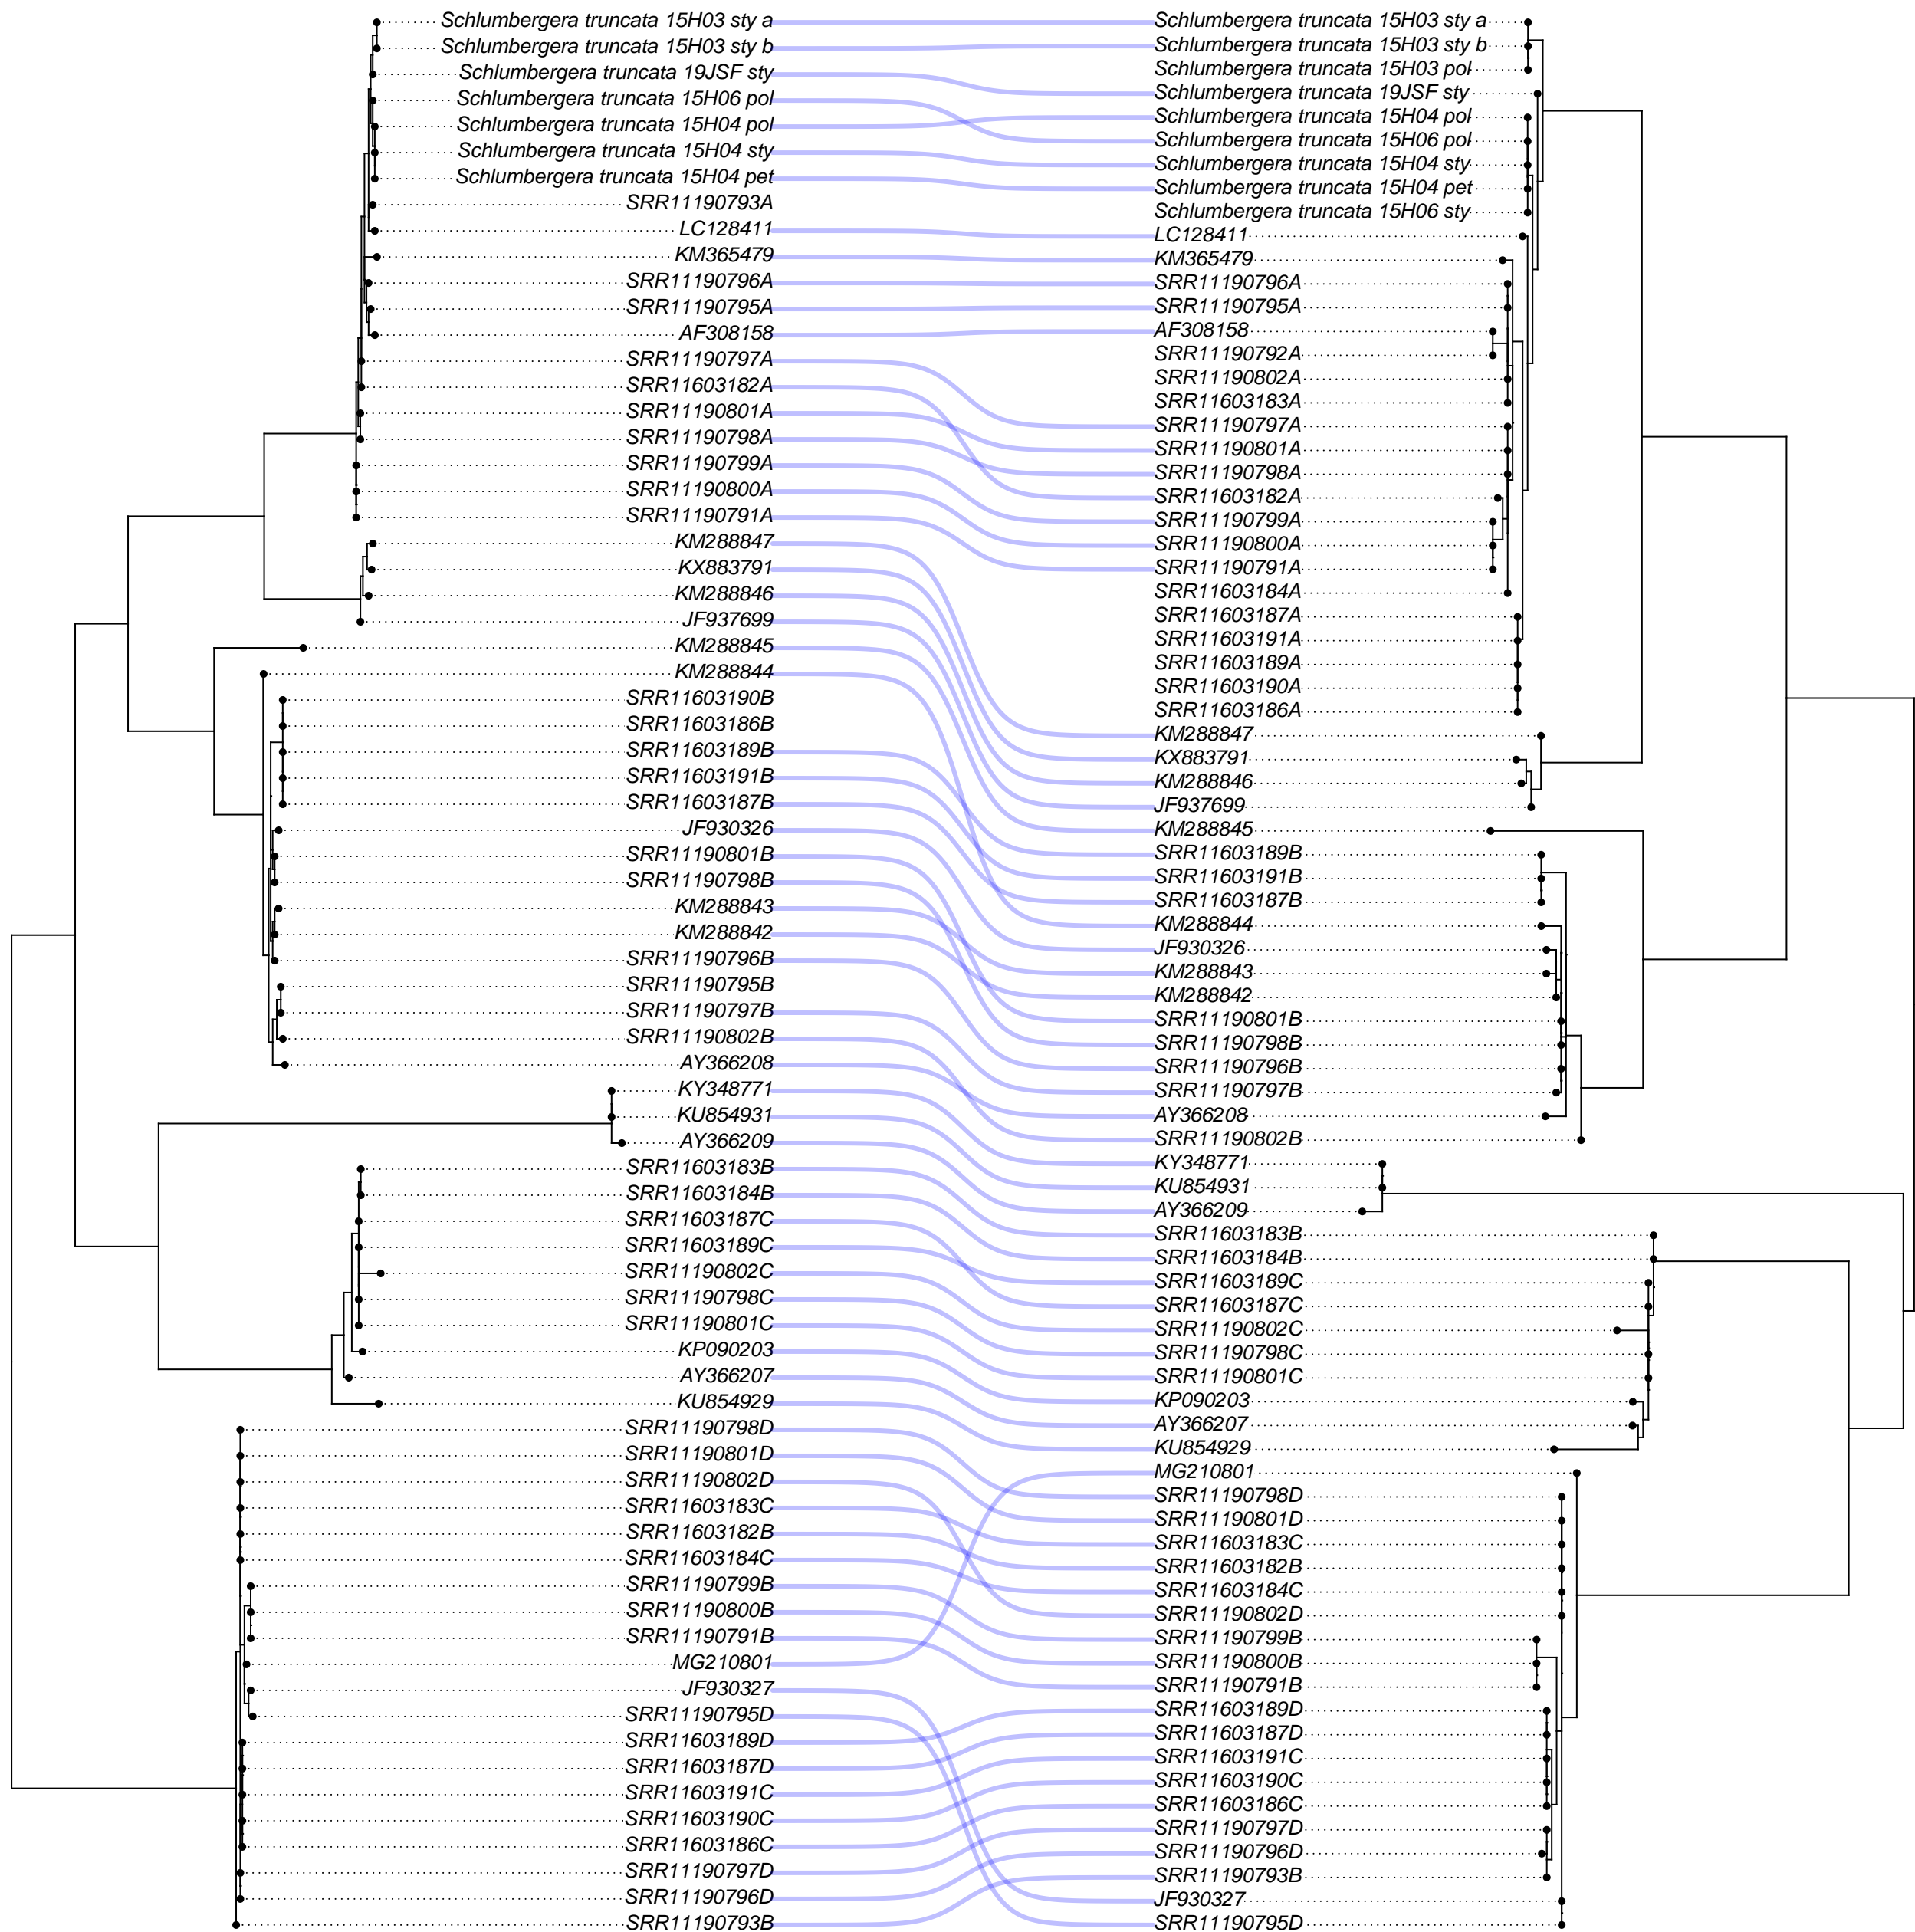 Schlumbergera truncata 15H03 sty a
Schlumbergera truncata 15H03 sty b
Schlumbergera truncata 19JSF sty
Schlumbergera truncata 15H06 pol
Schlumbergera truncata 15H04 pol
Schlumbergera truncata 15H04 sty
Schlumbergera truncata 15H04 pet
SRR11190793A
LC128411
KM365479
SRR11190796A
SRR11190795A
AF308158
SRR11190797A
SRR11603182A
SRR11190801A
SRR11190798A
SRR11190799A
SRR11190800A
SRR11190791A
KM288847
KX883791
KM288846
JF937699
KM288845
KM288844
SRR11603190B
SRR11603186B
SRR11603189B
SRR11603191B
SRR11603187B
JF930326
SRR11190801B
SRR11190798B
KM288843
KM288842
SRR11190796B
SRR11190795B
SRR11190797B
SRR11190802B
AY366208
KY348771
KU854931
AY366209
SRR11603183B
SRR11603184B
SRR11603187C
SRR11603189C
SRR11190802C
SRR11190798C
SRR11190801C
KP090203
AY366207
KU854929
SRR11190798D
SRR11190801D
SRR11190802D
SRR11603183C
SRR11603182B
SRR11603184C
SRR11190799B
SRR11190800B
SRR11190791B
MG210801
JF930327
SRR11190795D
SRR11603189D
SRR11603187D
SRR11603191C
SRR11603190C
SRR11603186C
SRR11190797D
SRR11190796D
SRR11190793B
Schlumbergera truncata 15H03 sty a
Schlumbergera truncata 15H03 sty b
Schlumbergera truncata 15H03 pol
Schlumbergera truncata 19JSF sty
Schlumbergera truncata 15H04 pol
Schlumbergera truncata 15H06 pol
Schlumbergera truncata 15H04 sty
Schlumbergera truncata 15H04 pet
Schlumbergera truncata 15H06 sty
LC128411
KM365479
SRR11190796A
SRR11190795A
AF308158
SRR11190792A
SRR11190802A
SRR11603183A
SRR11190797A
SRR11190801A
SRR11190798A
SRR11603182A
SRR11190799A
SRR11190800A
SRR11190791A
SRR11603184A
SRR11603187A
SRR11603191A
SRR11603189A
SRR11603190A
SRR11603186A
KM288847
KX883791
KM288846
JF937699
KM288845
SRR11603189B
SRR11603191B
SRR11603187B
KM288844
JF930326
KM288843
KM288842
SRR11190801B
SRR11190798B
SRR11190796B
SRR11190797B
AY366208
SRR11190802B
KY348771
KU854931
AY366209
SRR11603183B
SRR11603184B
SRR11603189C
SRR11603187C
SRR11190802C
SRR11190798C
SRR11190801C
KP090203
AY366207
KU854929
MG210801
SRR11190798D
SRR11190801D
SRR11603183C
SRR11603182B
SRR11603184C
SRR11190802D
SRR11190799B
SRR11190800B
SRR11190791B
SRR11603189D
SRR11603187D
SRR11603191C
SRR11603190C
SRR11603186C
SRR11190797D
SRR11190796D
SRR11190793B
JF930327
SRR11190795D